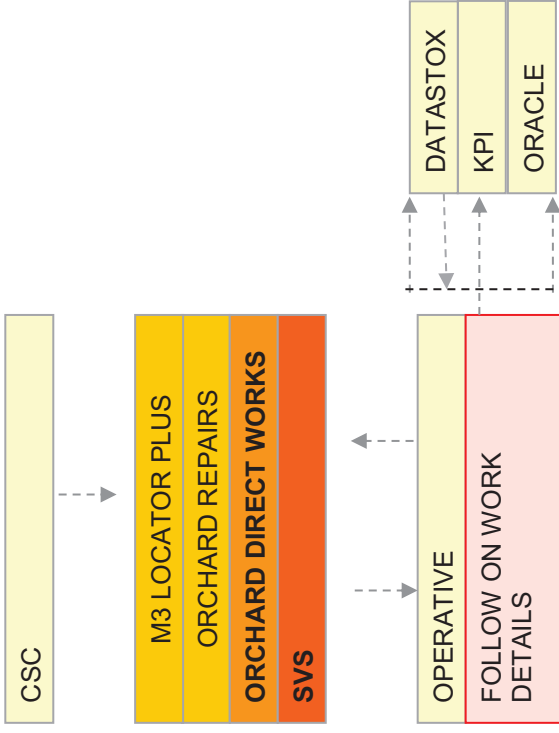 CSC
M3 LOCATOR PLUS
ORCHARD REPAIRS
ORCHARD DIRECT WORKS
SVS
OPERATIVE
FOLLOW ON WORK
DETAILS
DATASTOX
KPI
ORACLE